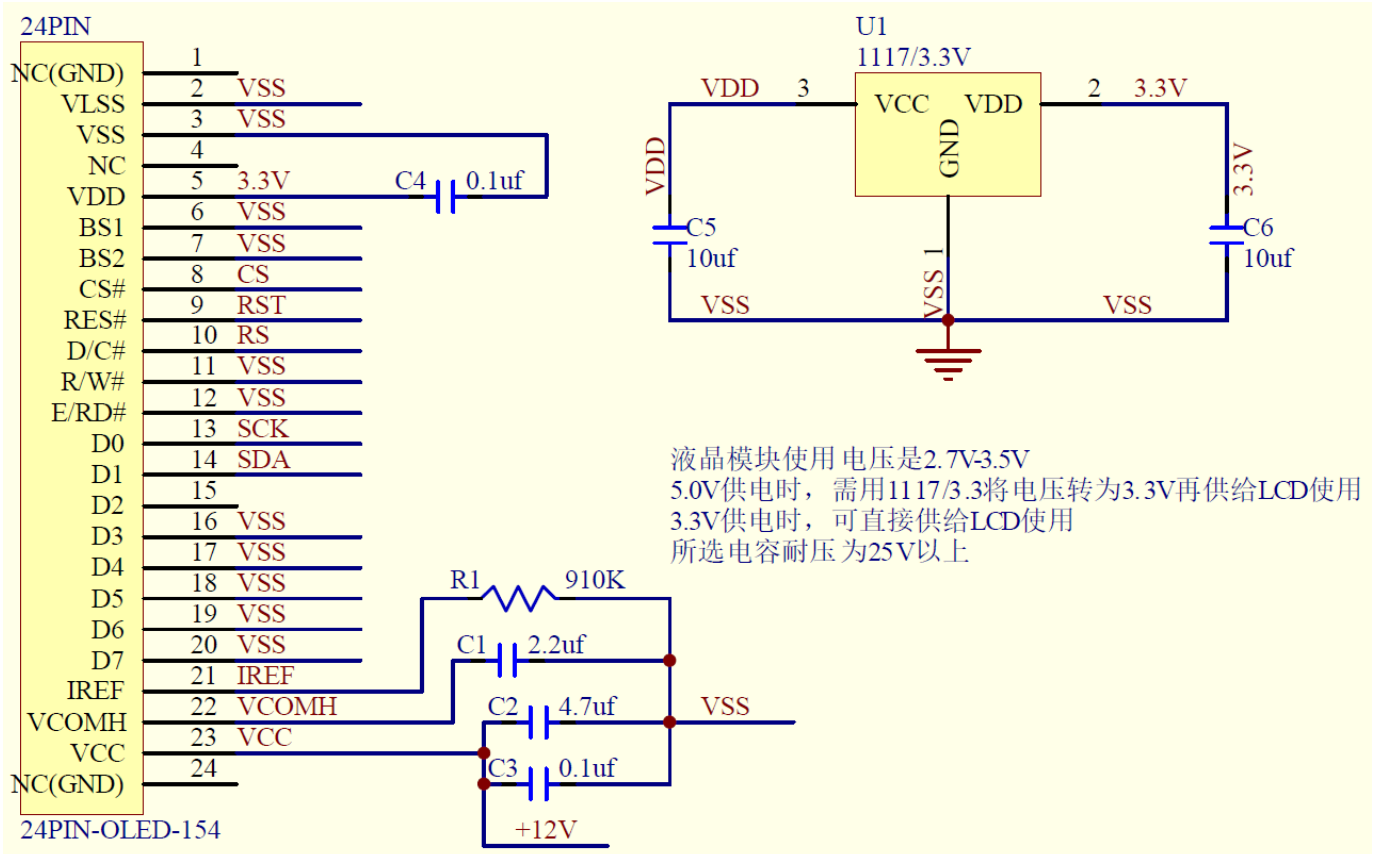 24PIN
NC(GND) 1
VLSS 2 VSS
VSS 3 VSS
NC 4
VDD 5 3.3V C4 0.1uf
BS1 6 VSS
BS2 7 VSS
CS# 8 CS
RES# 9 RST
D/C# 10 RS
R/W# 11 VSS
E/RD# 12 VSS
D0 13 SCK
D1 14 SDA
D2 15
D3 16 VSS
D4 17 VSS
D5 18 VSS
D6 19 VSS
D7 20 VSS
IREF 21 IREF
VCOMH 22 VCOMH
VCC 23 VCC
NC(GND) 24
24PIN-OLED-154
R1 910K
C1 2.2uf
C2 4.7uf
VSS
C3 0.1uf
+12V
U1
1117/3.3V
VDD 3 VCC VDD 2 3.3V
GND
VDD
3.3V
C5
10uf
C6
10uf
VSS 1
VSS
VSS
液晶模块使用电压是2.7V-3.5V
5.0V供电时，需用1117/3.3将电压转为3.3V再供给LCD使用
3.3V供电时，可直接供给LCD使用
所选电容耐压为25V以上